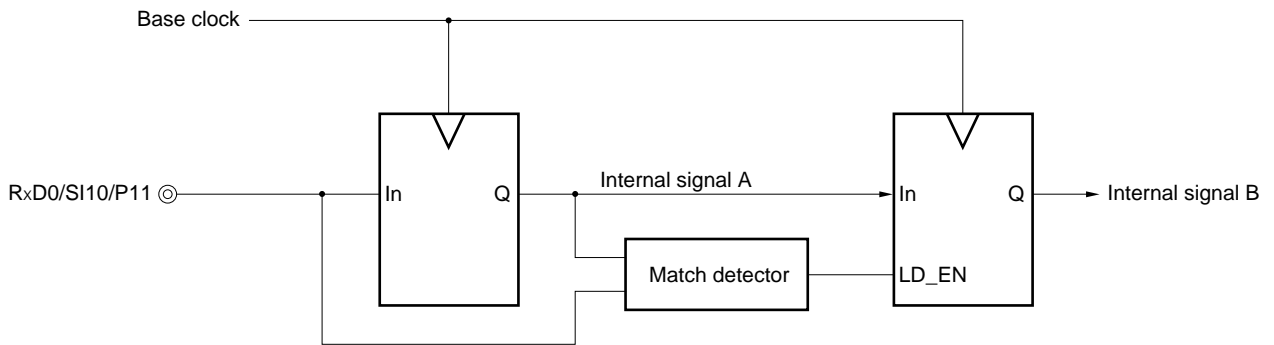 Base clock
RxD0/SI10/P11
In
Q
Internal signal A
In
Q
Internal signal B
Match detector
LD_EN